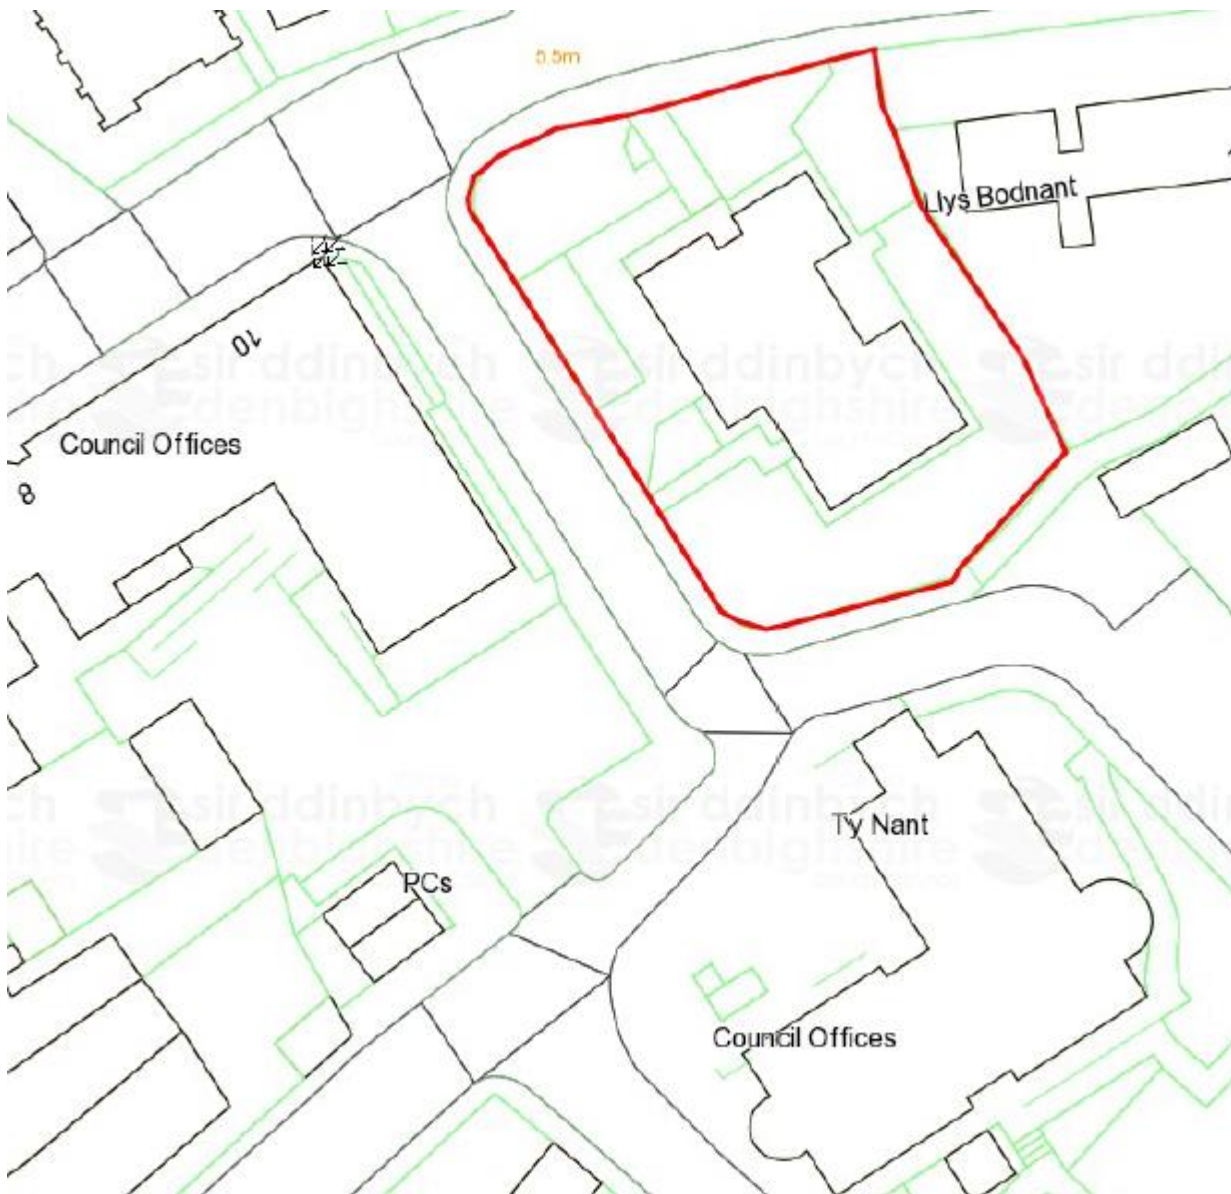 5.5m
Llys Bodnant
10
sir ddinbych
denbighshire
Council Offices
8
Ty Nant
PCs
Council Offices